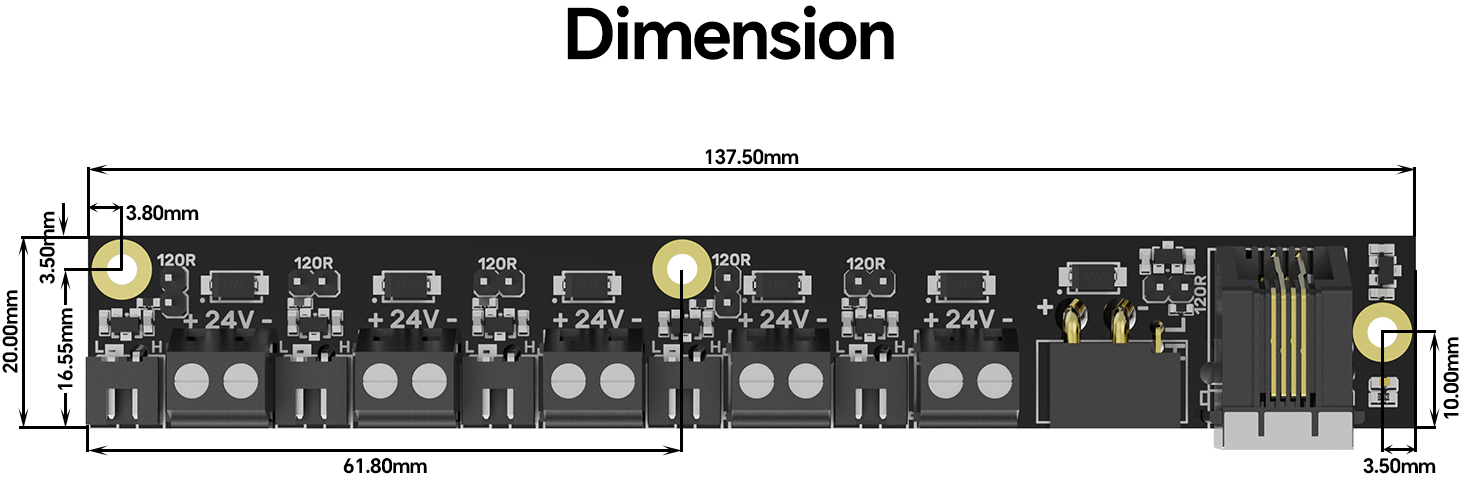 Dimension
137.50mm
3.80mm
3.50mm
20.00mm
16.55mm
120R
120R
120R
120R
120R
120R
+ 24V -
+ 24V -
+ 24V -
+ 24V -
+ 24V -
+ -
L H
L H
L H
L H
L H
10.00mm
61.80mm
3.50mm